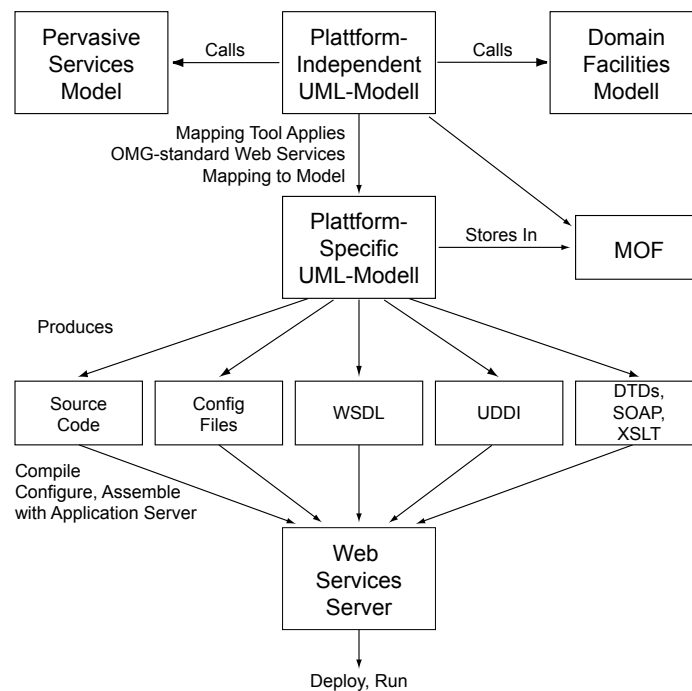 Pervasive
Services
Model
Calls
Plattform-
Independent
UML-Modell
Calls
Domain
Facilities
Modell
Mapping Tool Applies
OMG-standard Web Services
Mapping to Model
Plattform-
Specific
UML-Modell
Stores In
MOF
Produces
Source
Code
Config
Files
WSDL
UDDI
DTDs,
SOAP,
XSLT
Compile
Configure, Assemble
with Application Server
Web
Services
Server
Deploy, Run